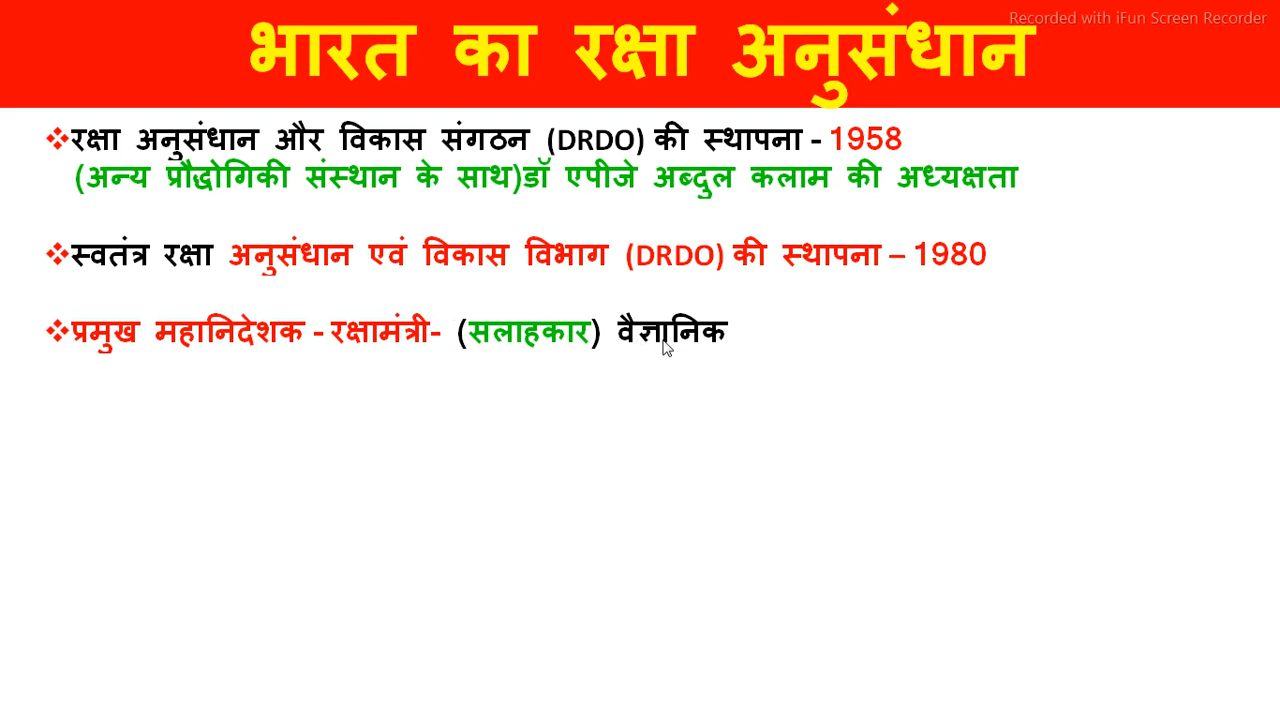 Recorded with iFun Screen Recorder
भारत का रक्षा अनुसंधान
❖रक्षा अनुसंधान और विकास संगठन (DRDO) की स्थापना - 1958
(अन्य प्रौद्योगिकी संस्थान के साथ)डॉ एपीजे अब्दुल कलाम की अध्यक्षता
❖स्वतंत्र रक्षा अनुसंधान एवं विकास विभाग (DRDO) की स्थापना – 1980
❖प्रमुख महानिदेशक - रक्षामंत्री- (सलाहकार) वैज्ञानिक